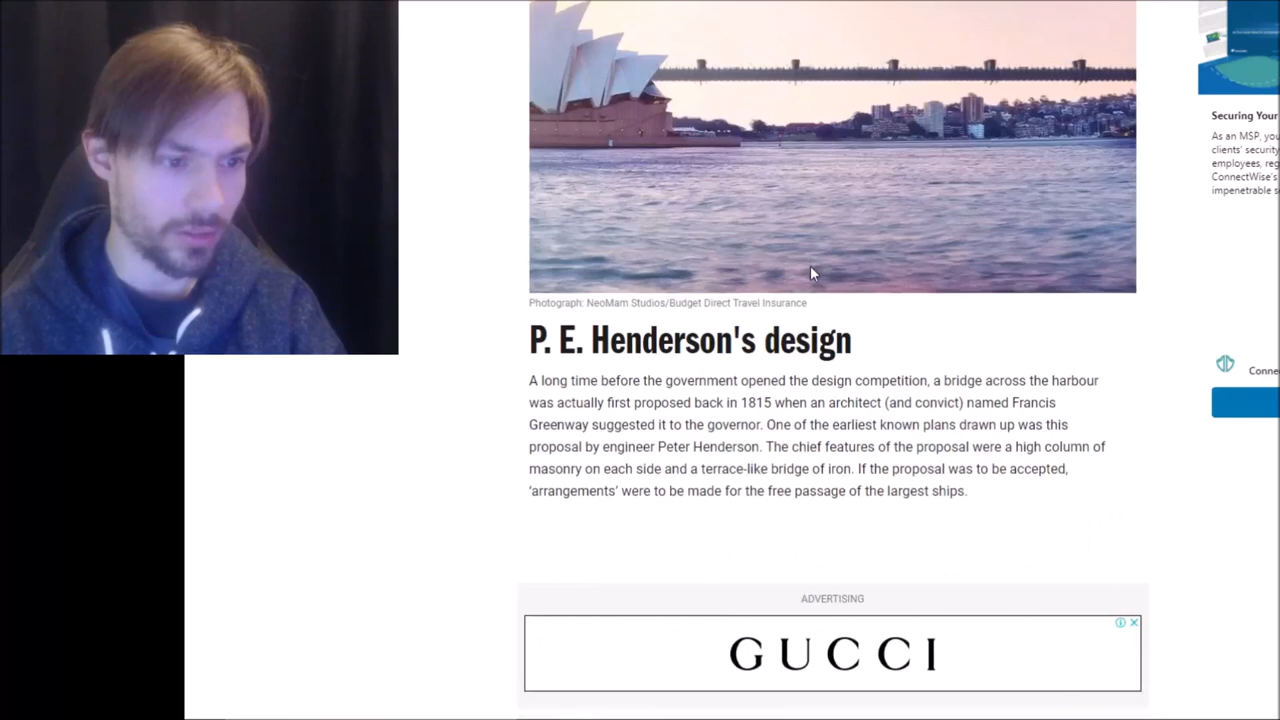 Photograph: NeoMam Studios/Budget Direct Travel Insurance
P. E. Henderson's design
A long time before the government opened the design competition, a bridge across the harbour
was actually first proposed back in 1815 when an architect (and convict) named Francis
Greenway suggested it to the governor. One of the earliest known plans drawn up was this
proposal by engineer Peter Henderson. The chief features of the proposal were a high column of
masonry on each side and a terrace-like bridge of iron. If the proposal was to be accepted,
‘arrangements’ were to be made for the free passage of the largest ships.
ADVERTISING
GUCCI
Securing Your
As an MSP, you
clients' security
employees, reg
ConnectWise's
impenetrable s
Conne